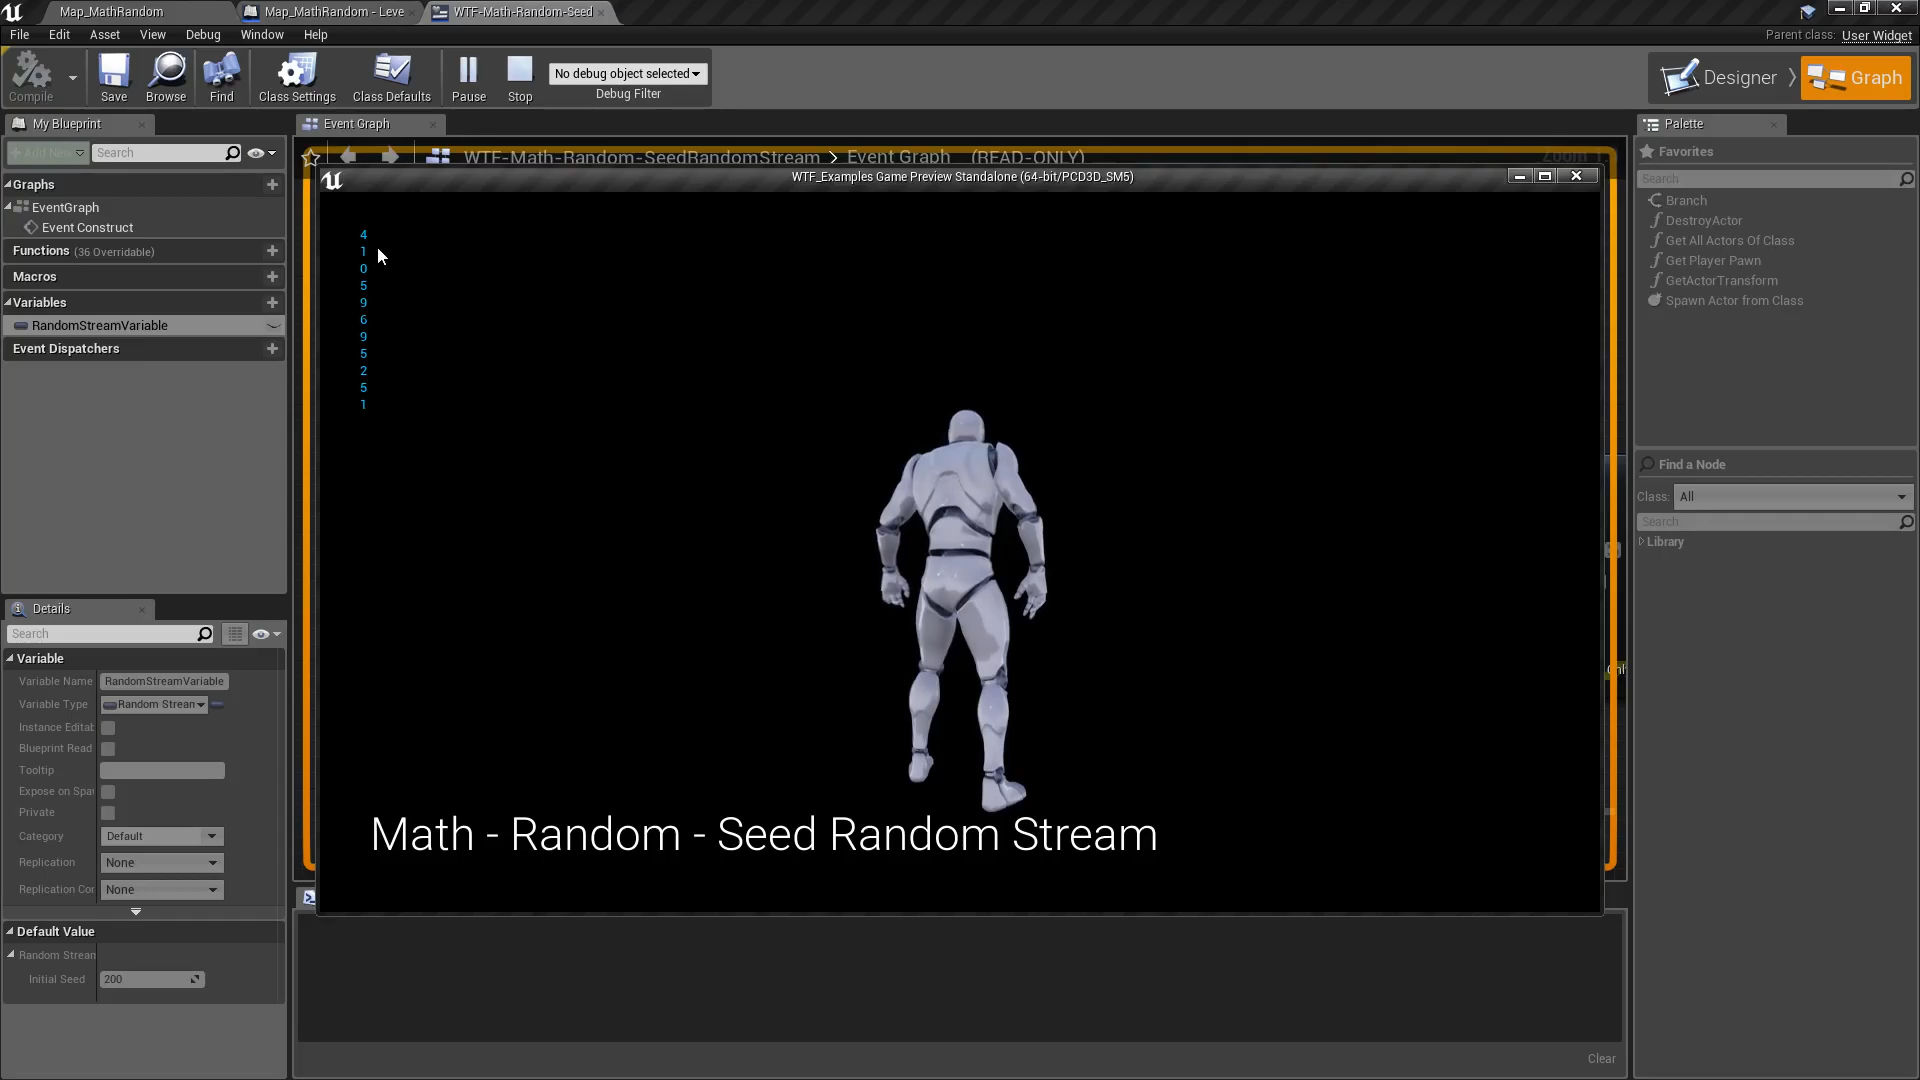 Map_MathRandom
Map_MathRandom - Leve
WTF-Math-Random-Seed
File Edit Asset View Debug Window Help
Parent class: User Widget
Compile
Save
Browse
Find
Class Settings
Class Defaults
Pause
Stop
No debug object selected
Debug Filter
Designer
Graph
My Blueprint
Add New
Search
Graphs
EventGraph
Event Construct
Functions (36 Overridable)
Macros
Variables
RandomStreamVariable
Event Dispatchers
Event Graph
WTF-Math-Random-SeedRandomStream > Event Graph (READ-ONLY)
Zoom
WTF_Examples Game Preview Standalone (64-bit/PCD3D_SM5)
4
1
0
5
9
6
9
5
2
5
1
Math - Random - Seed Random Stream
Details
Search
Variable
Variable Name RandomStreamVariable
Variable Type Random Strean
Instance Editab
Blueprint Read
Tooltip
Expose on Spa
Private
Category Default
Replication None
Replication Cor None
Default Value
Random Strean
Initial Seed 200
Palette
Favorites
Search
Branch
DestroyActor
Get All Actors Of Class
Get Player Pawn
GetActorTransform
Spawn Actor from Class
Find a Node
Class: All
Search
Library
Clear